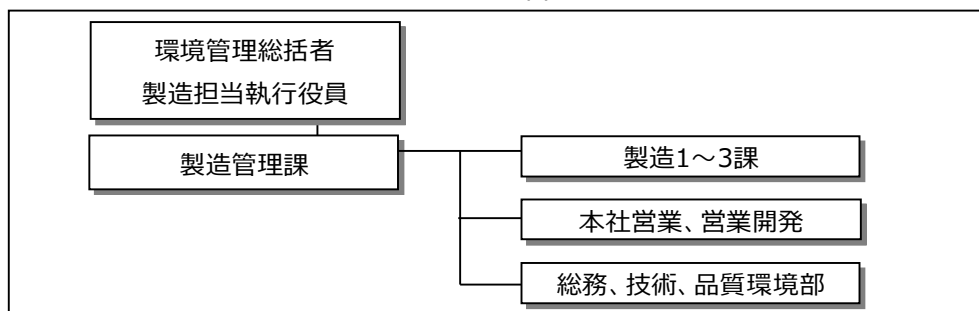 環境管理総括者
製造担当執行役員
製造管理課
製造1～3課
本社営業、営業開発
総務、技術、品質環境部